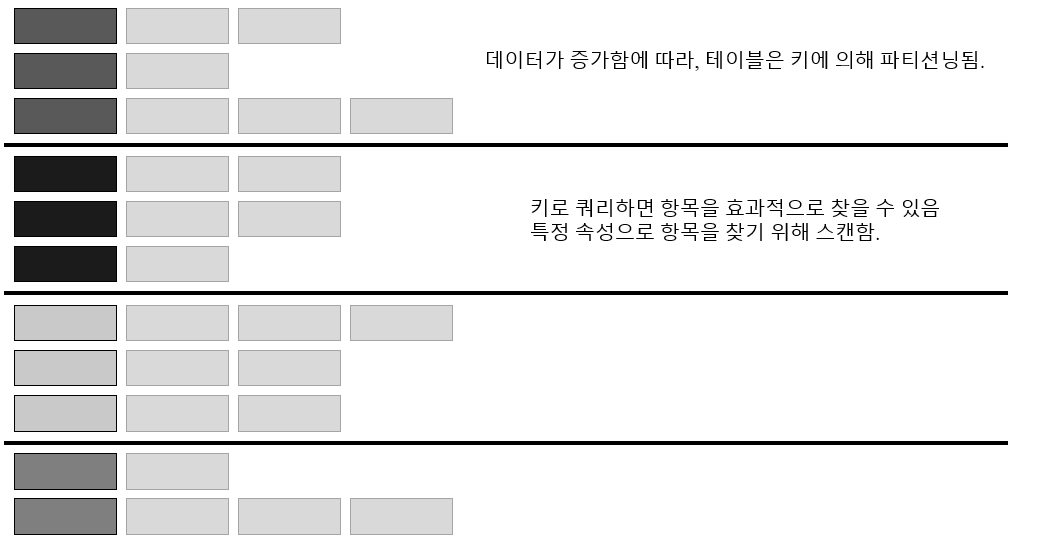 데이터가 증가함에 따라, 테이블은 키에 의해 파티션닝됨.
키로 쿼리하면 항목을 효과적으로 찾을 수 있음
특정 속성으로 항목을 찾기 위해 스캔함.